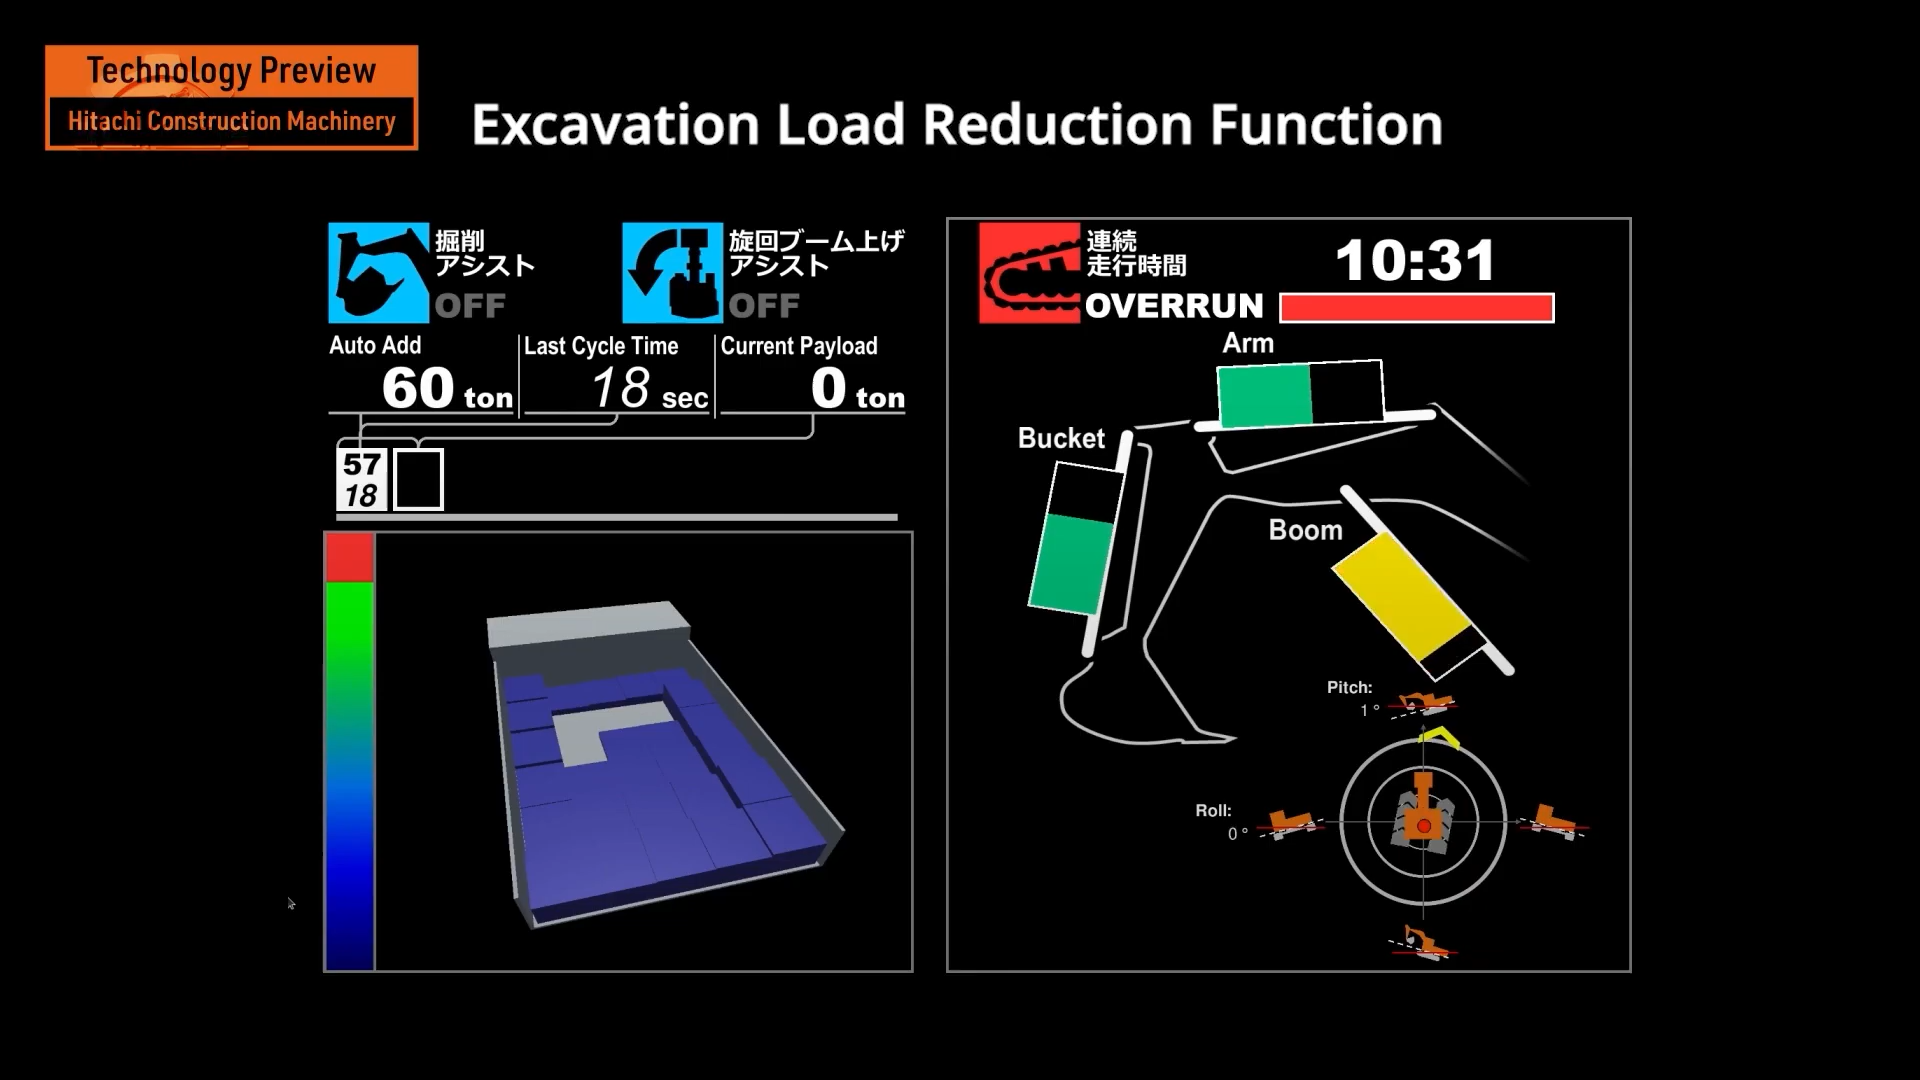 Technology Preview
Hitachi Construction Machinery
Excavation Load Reduction Function
掘削
アシスト
OFF
旋回ブーム上げ
アシスト
OFF
Auto Add
60 ton
Last Cycle Time
18 sec
Current Payload
0 ton
57
18
連続
走行時間
OVERRUN
10:31
Arm
Bucket
Boom
Pitch:
1°
Roll:
0°